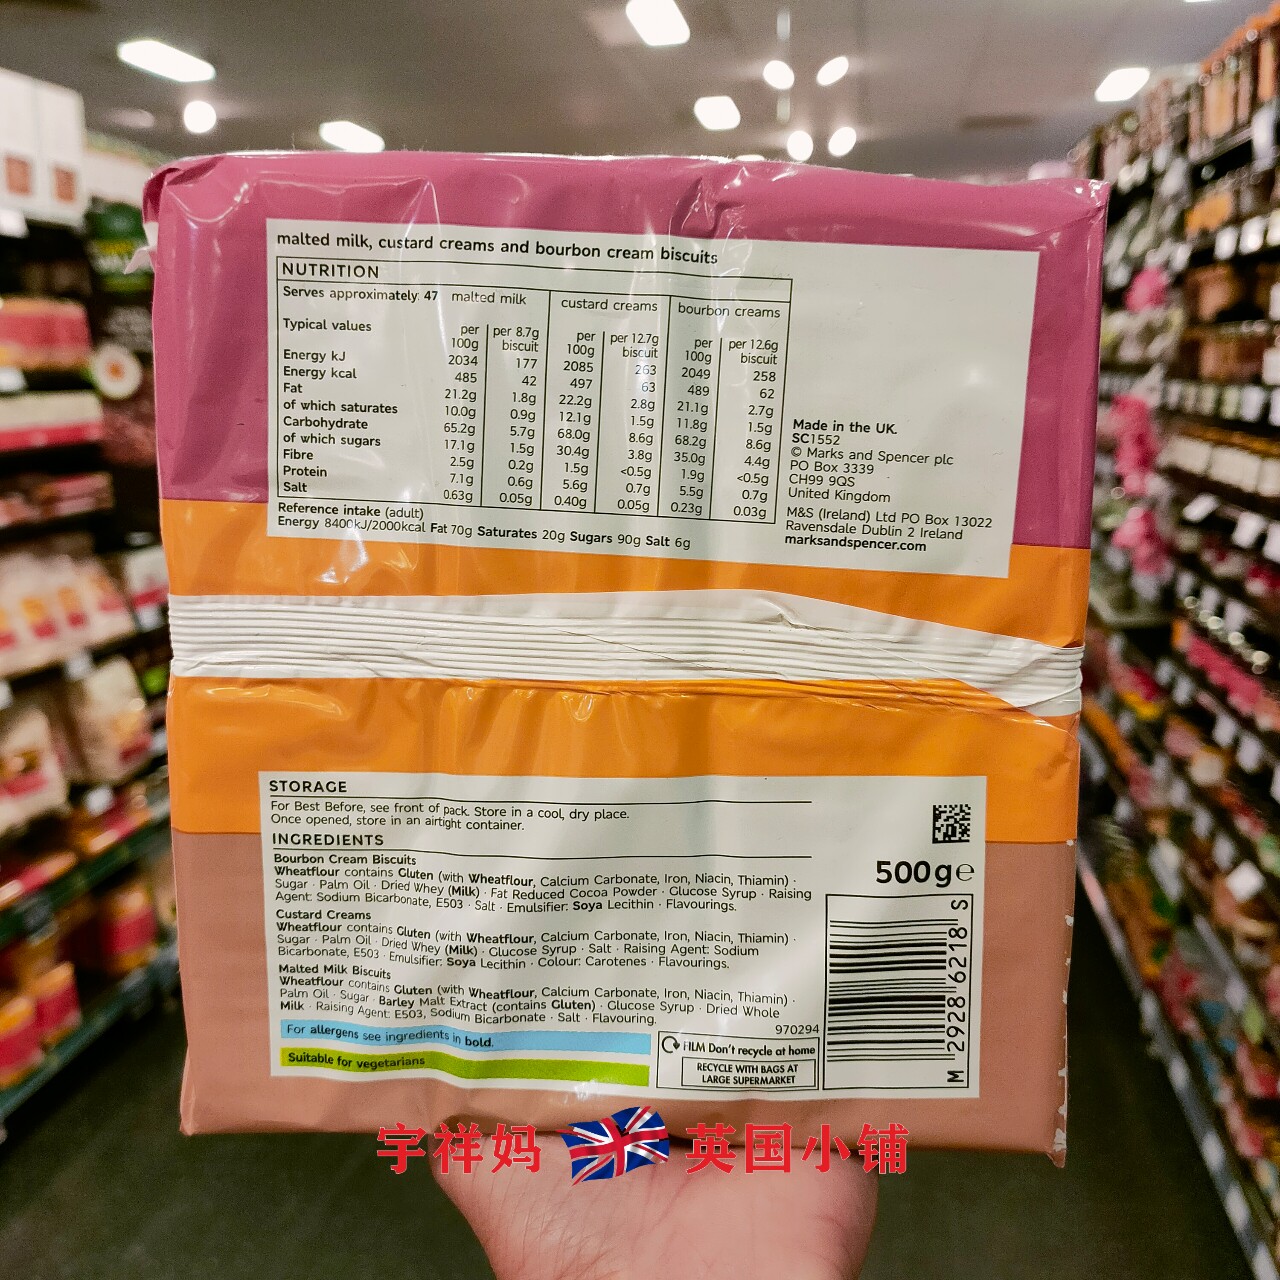 malted milk, custard creams and bourbon cream biscuits
NUTRITION
Serves approximately: 47 malted milk custard creams bourbon creams
Typical values per 100g per 8.7g biscuit per 100g per 12.7g biscuit per 100g per 12.6g biscuit
Energy kJ 2034 177 2085 263 2049 258
Energy kcal 485 42 497 63 489 62
Fat 21.2g 1.8g 22.2g 2.8g 21.1g 2.7g
of which saturates 10.0g 0.9g 12.1g 1.5g 11.8g 1.5g
Carbohydrate 65.2g 5.7g 68.0g 8.6g 68.2g 8.6g
of which sugars 17.1g 1.5g 30.4g 3.8g 35.0g 4.4g
Fibre 2.5g 0.2g 1.5g <0.5g 1.9g <0.5g
Protein 7.1g 0.6g 5.6g 0.7g 5.5g 0.7g
Salt 0.63g 0.05g 0.40g 0.05g 0.23g 0.03g
Reference intake (adult)
Energy 8400kJ/2000kcal Fat 70g Saturates 20g Sugars 90g Salt 6g
Made in the UK.
SC1552
© Marks and Spencer plc
PO Box 3339
CH99 9QS
United Kingdom
M&S (Ireland) Ltd PO Box 13022
Ravensdale Dublin 2 Ireland
marksandspencer.com
STORAGE
For Best Before, see front of pack. Store in a cool, dry place.
Once opened, store in an airtight container.
INGREDIENTS
Bourbon Cream Biscuits
Wheatflour contains Gluten (with Wheatflour, Calcium Carbonate, Iron, Niacin, Thiamin) ·
Sugar · Palm Oil · Dried Whey (Milk) · Fat Reduced Cocoa Powder · Glucose Syrup · Raising
Agent: Sodium Bicarbonate, E503 · Salt · Emulsifier: Soya Lecithin · Flavourings.
Custard Creams
Wheatflour contains Gluten (with Wheatflour, Calcium Carbonate, Iron, Niacin, Thiamin) ·
Sugar · Palm Oil · Dried Whey (Milk) · Glucose Syrup · Salt · Raising Agent: Sodium
Bicarbonate, E503 · Emulsifier: Soya Lecithin · Colour: Carotenes · Flavourings.
Malted Milk Biscuits
Wheatflour contains Gluten (with Wheatflour, Calcium Carbonate, Iron, Niacin, Thiamin) ·
Palm Oil · Sugar · Barley Malt Extract (contains Gluten) · Glucose Syrup · Dried Whole
Milk · Raising Agent: E503, Sodium Bicarbonate · Salt · Flavouring.
970294
For allergens see ingredients in bold.
Suitable for vegetarians
FILM Don't recycle at home
RECYCLE WITH BAGS AT
LARGE SUPERMARKET
500g℮
M 2928 6218 S
宇祥妈 英国小铺